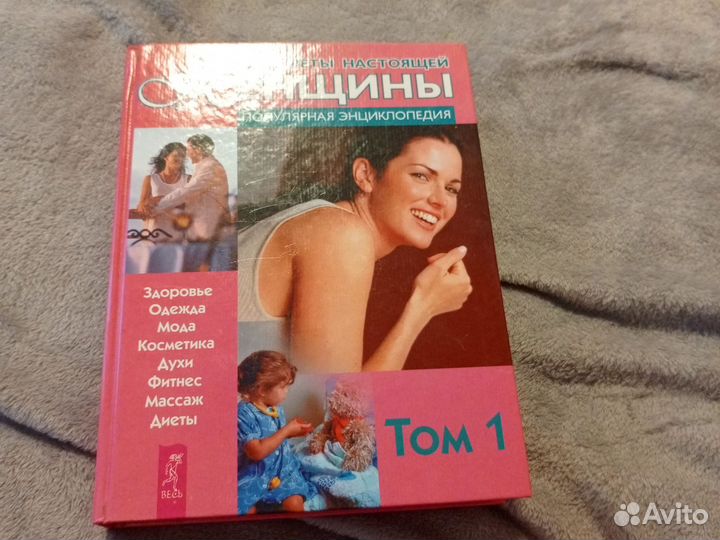 НАСТОЯЩЕЙ
ПОПУЛЯРНАЯ ЭНЦИКЛОПЕДИЯ
Здоровье
Одежда
Мода
Косметика
Духи
Фитнес
Массаж
Диеты
ВЕСЬ
Том 1
Avito